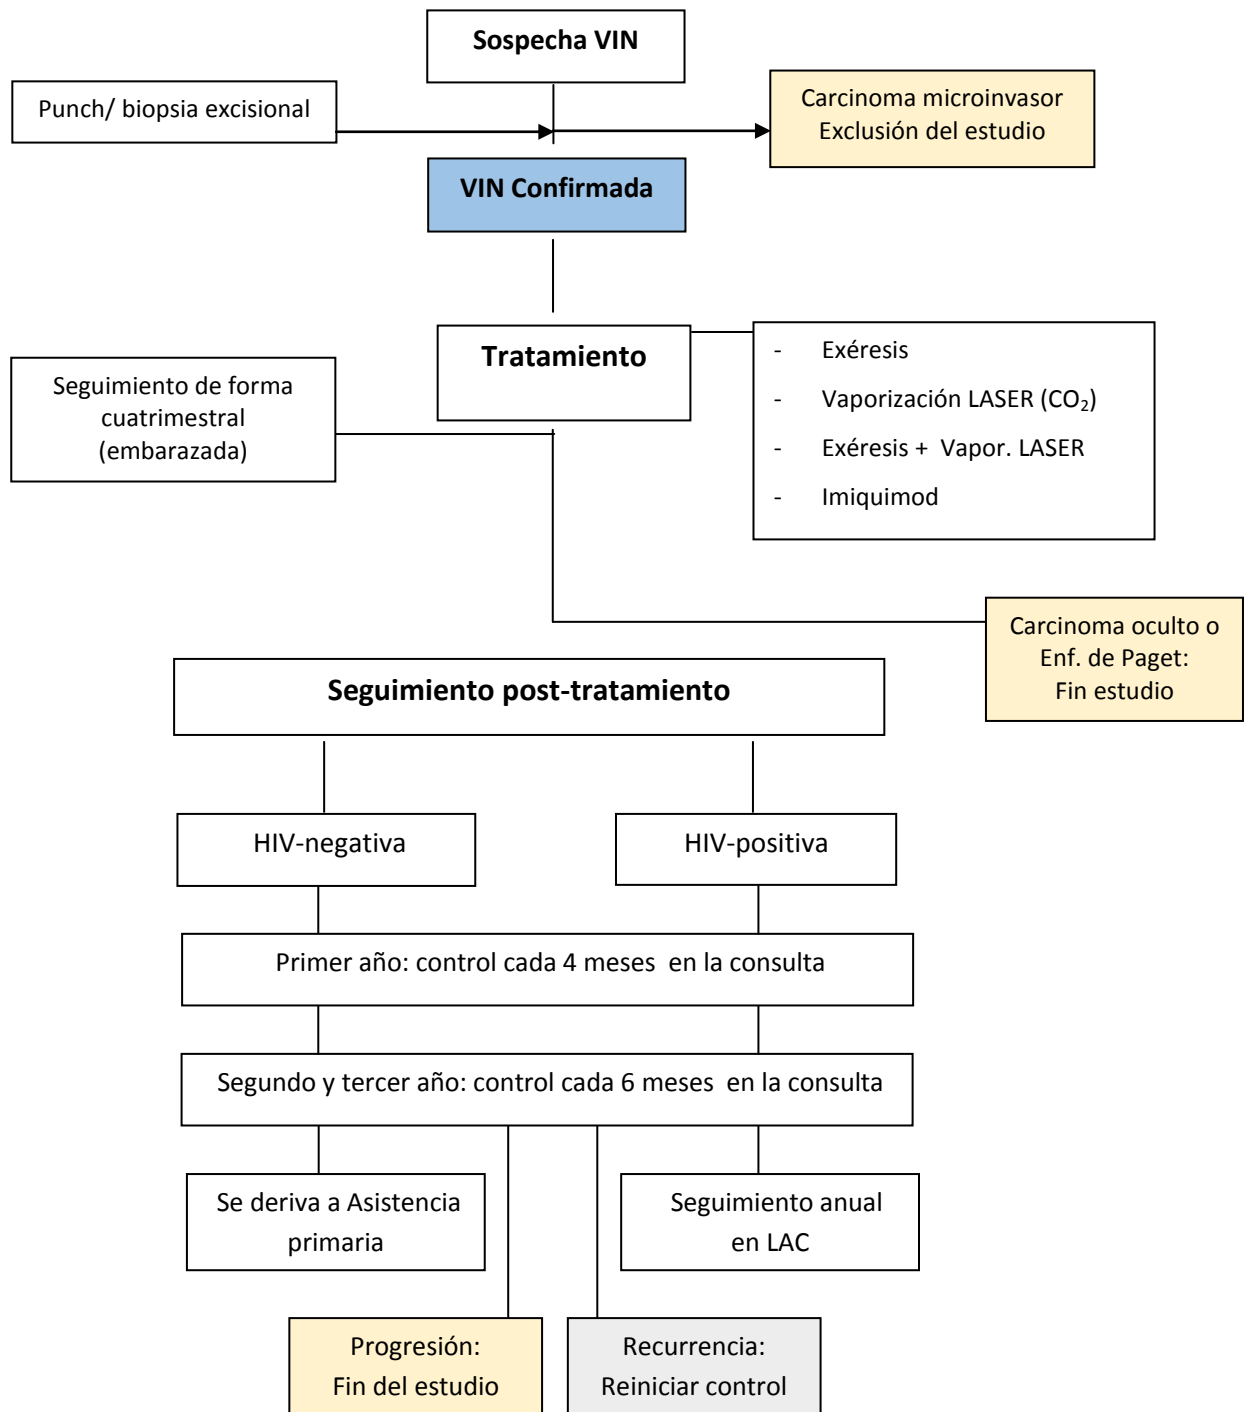 Sospecha VIN
Punch/ biopsia excisional
Carcinoma microinvasor
Exclusión del estudio
VIN Confirmada
Tratamiento
- Exéresis
- Vaporización LASER (CO₂)
- Exéresis + Vapor. LASER
- Imiquimod
Seguimiento de forma
cuatrimestral
(embarazada)
Carcinoma oculto o
Enf. de Paget:
Fin estudio
Seguimiento post-tratamiento
HIV-negativa
HIV-positiva
Primer año: control cada 4 meses en la consulta
Segundo y tercer año: control cada 6 meses en la consulta
Se deriva a Asistencia
primaria
Seguimiento anual
en LAC
Progresión:
Fin del estudio
Recurrencia:
Reiniciar control